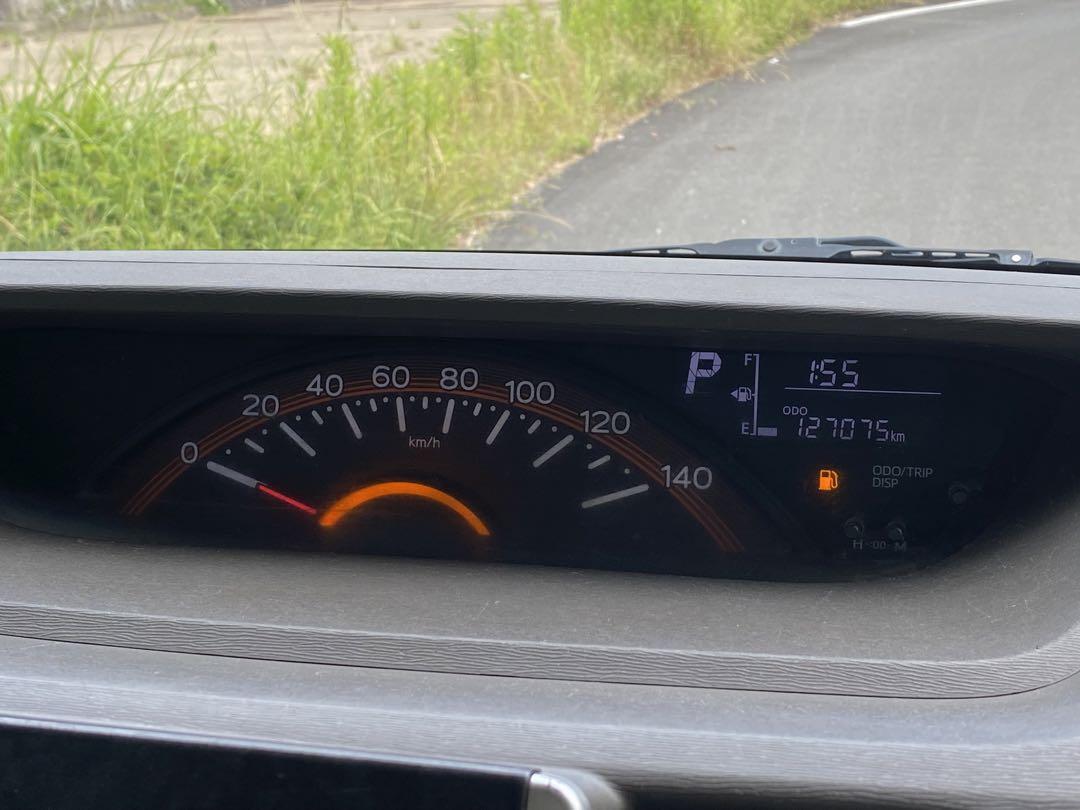 0
20
40
60
80
100
120
140
km/h
P
F
E
1:55
ODO
127075km
ODO/TRIP
DISP
H -:00- M